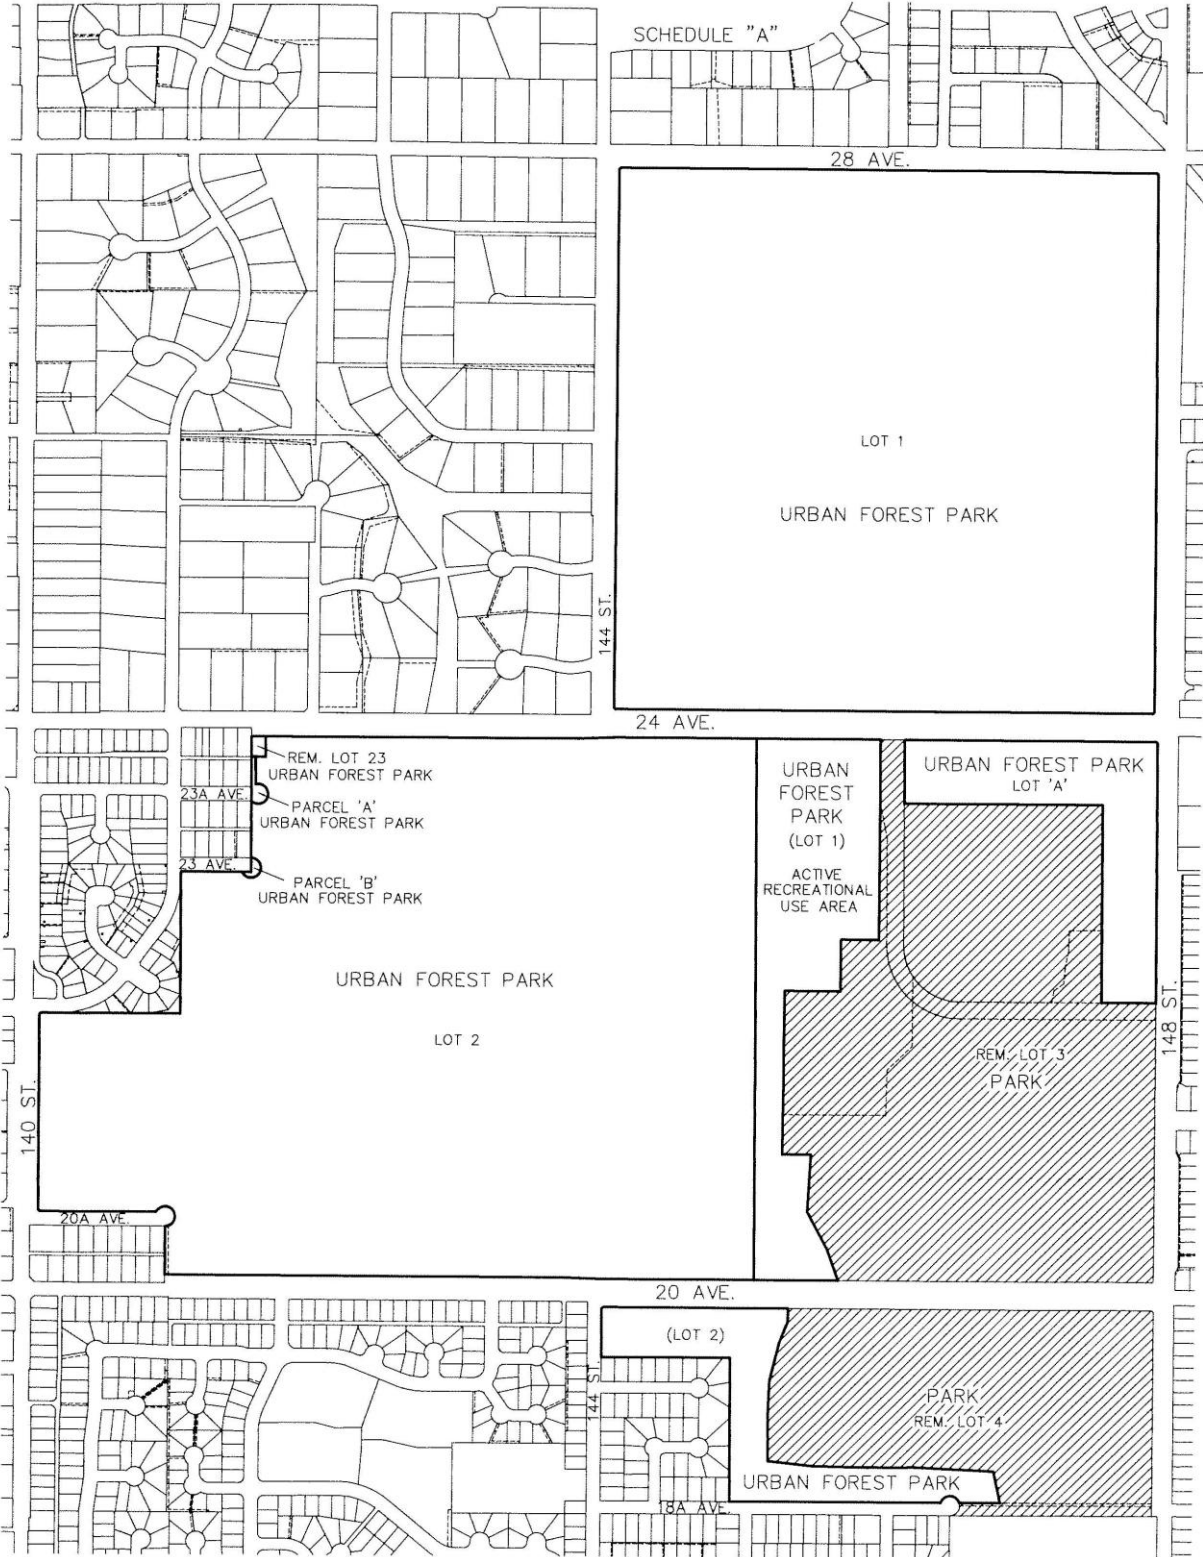 SCHEDULE "A"
28 AVE.
LOT 1
URBAN FOREST PARK
144 ST.
24 AVE.
REM. LOT 23
URBAN FOREST PARK
23A AVE.
PARCEL 'A'
URBAN FOREST PARK
23 AVE.
PARCEL 'B'
URBAN FOREST PARK
URBAN
FOREST
PARK
(LOT 1)
ACTIVE
RECREATIONAL
USE AREA
URBAN FOREST PARK
LOT 'A'
URBAN FOREST PARK
LOT 2
148 ST.
REM. LOT 3
PARK
140 ST.
20A AVE.
20 AVE.
(LOT 2)
144 ST.
PARK
REM. LOT 4
URBAN FOREST PARK
18A AVE.